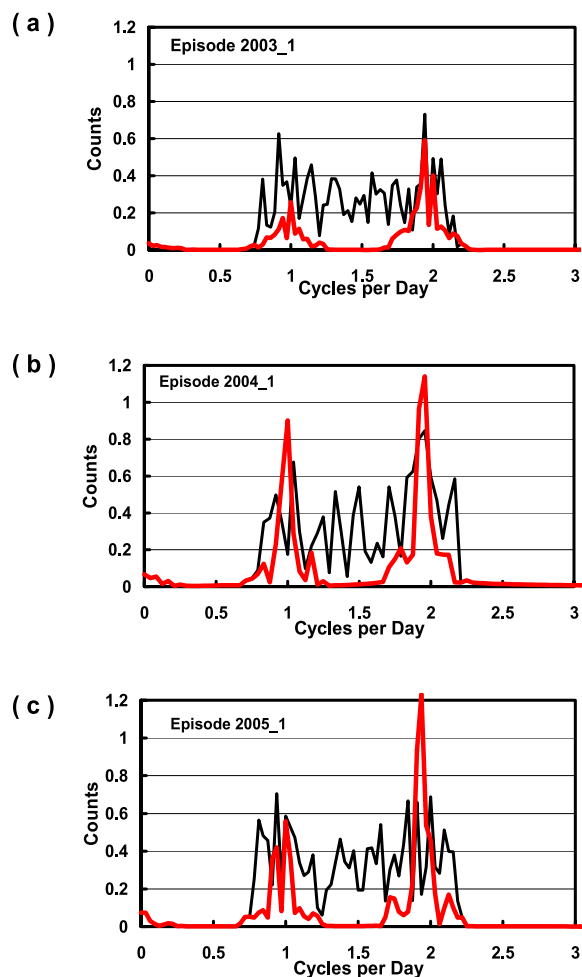 ( a )
Episode 2003_1
1.2
1
0.8
0.6
0.4
0.2
0
Counts
0 0.5 1 1.5 2 2.5 3
Cycles per Day
( b )
Episode 2004_1
1.2
1
0.8
0.6
0.4
0.2
0
Counts
0 0.5 1 1.5 2 2.5 3
Cycles per Day
( c )
Episode 2005_1
1.2
1
0.8
0.6
0.4
0.2
0
Counts
0 0.5 1 1.5 2 2.5 3
Cycles per Day